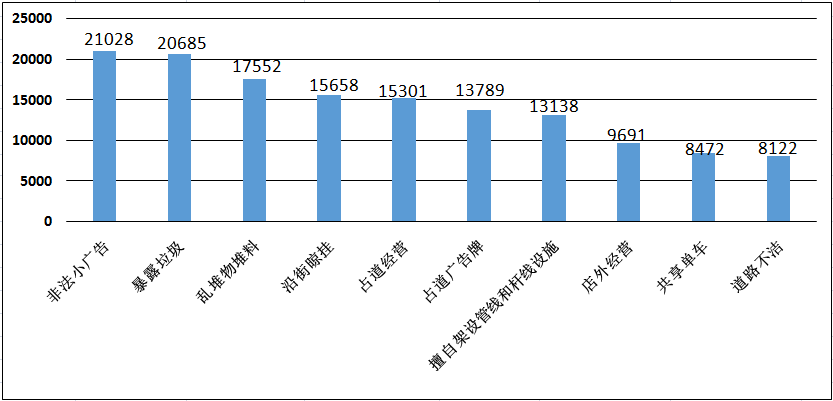 25000
20000
15000
10000
5000
0
21028
20685
17552
15658
15301
13789
13138
9691
8472
8122
非法小广告
暴露垃圾
乱堆物堆料
沿街晾挂
占道经营
占道广告牌
擅自架设管线和杆线设施
店外经营
共享单车
道路不洁